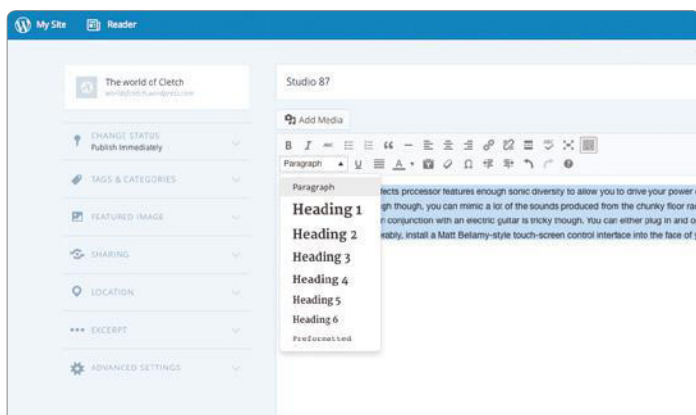 My Site Reader
The world of Cletch
Studio 87
Add Media
CHANGE STATUS
Publish Immediately
TAGS & CATEGORIES
FEATURED IMAGE
SHARING
LOCATION
EXCERPT
ADVANCED SETTINGS
B I ABC
Paragraph U A Ω
Paragraph
Heading 1
Heading 2
Heading 3
Heading 4
Heading 5
Heading 6
Preformatted
fects processor features enough sonic diversity to allow you to drive your power
gh though, you can mimic a lot of the sounds produced from the chunky floor
conjunction with an electric guitar is tricky though. You can either plug in and
install a Matt Bellamy-style touch-screen control interface into the face of